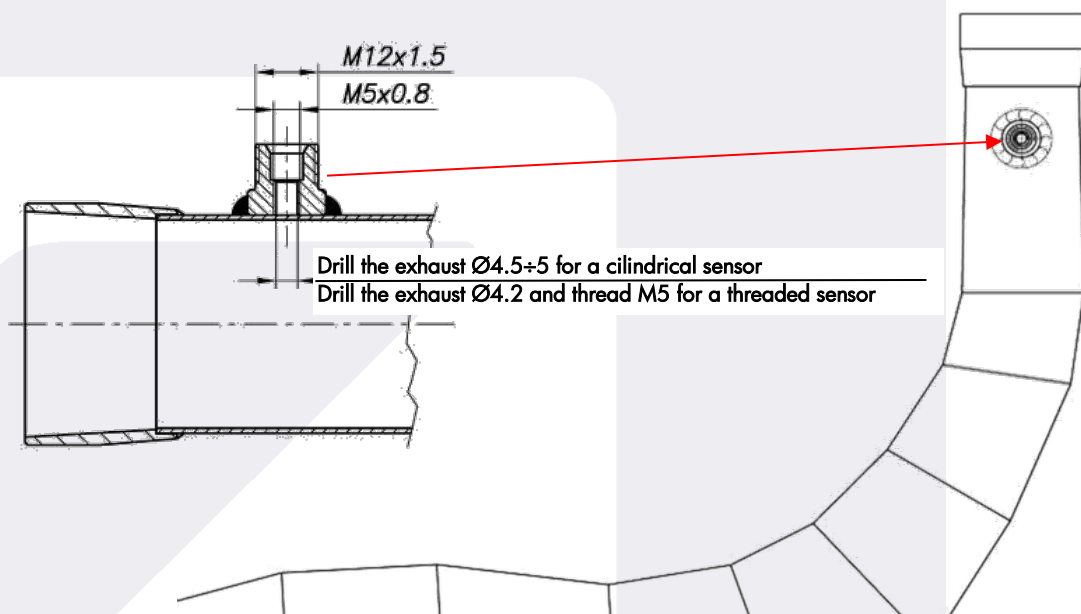 M12x1.5
M5x0.8
Drill the exhaust Ø4.5÷5 for a cilindrical sensor
Drill the exhaust Ø4.2 and thread M5 for a threaded sensor